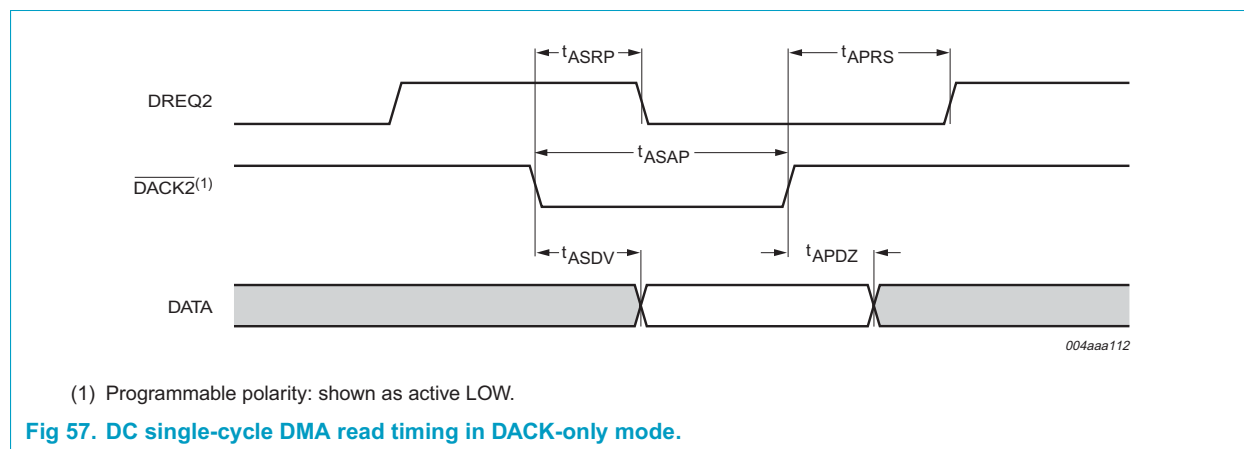 tASRP
tAPRS
DREQ2
tASAP
DACK2(1)
tASDV
tAPDZ
DATA
004aaa112
(1) Programmable polarity: shown as active LOW.
Fig 57. DC single-cycle DMA read timing in DACK-only mode.